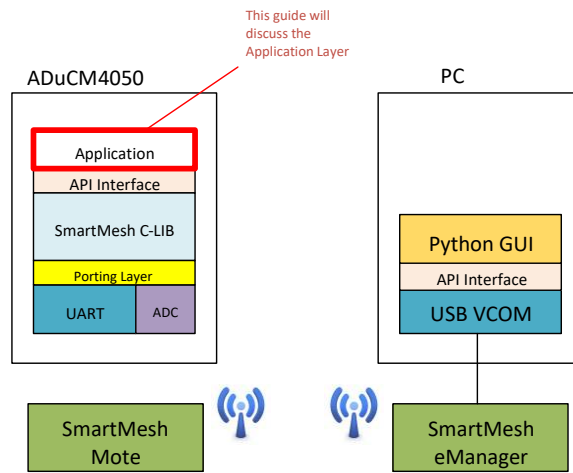 This guide will
discuss the
Application Layer
ADuCM4050
PC
Application
API Interface
SmartMesh C-LIB
Porting Layer
UART
ADC
Python GUI
API Interface
USB VCOM
SmartMesh
Mote
SmartMesh
eManager